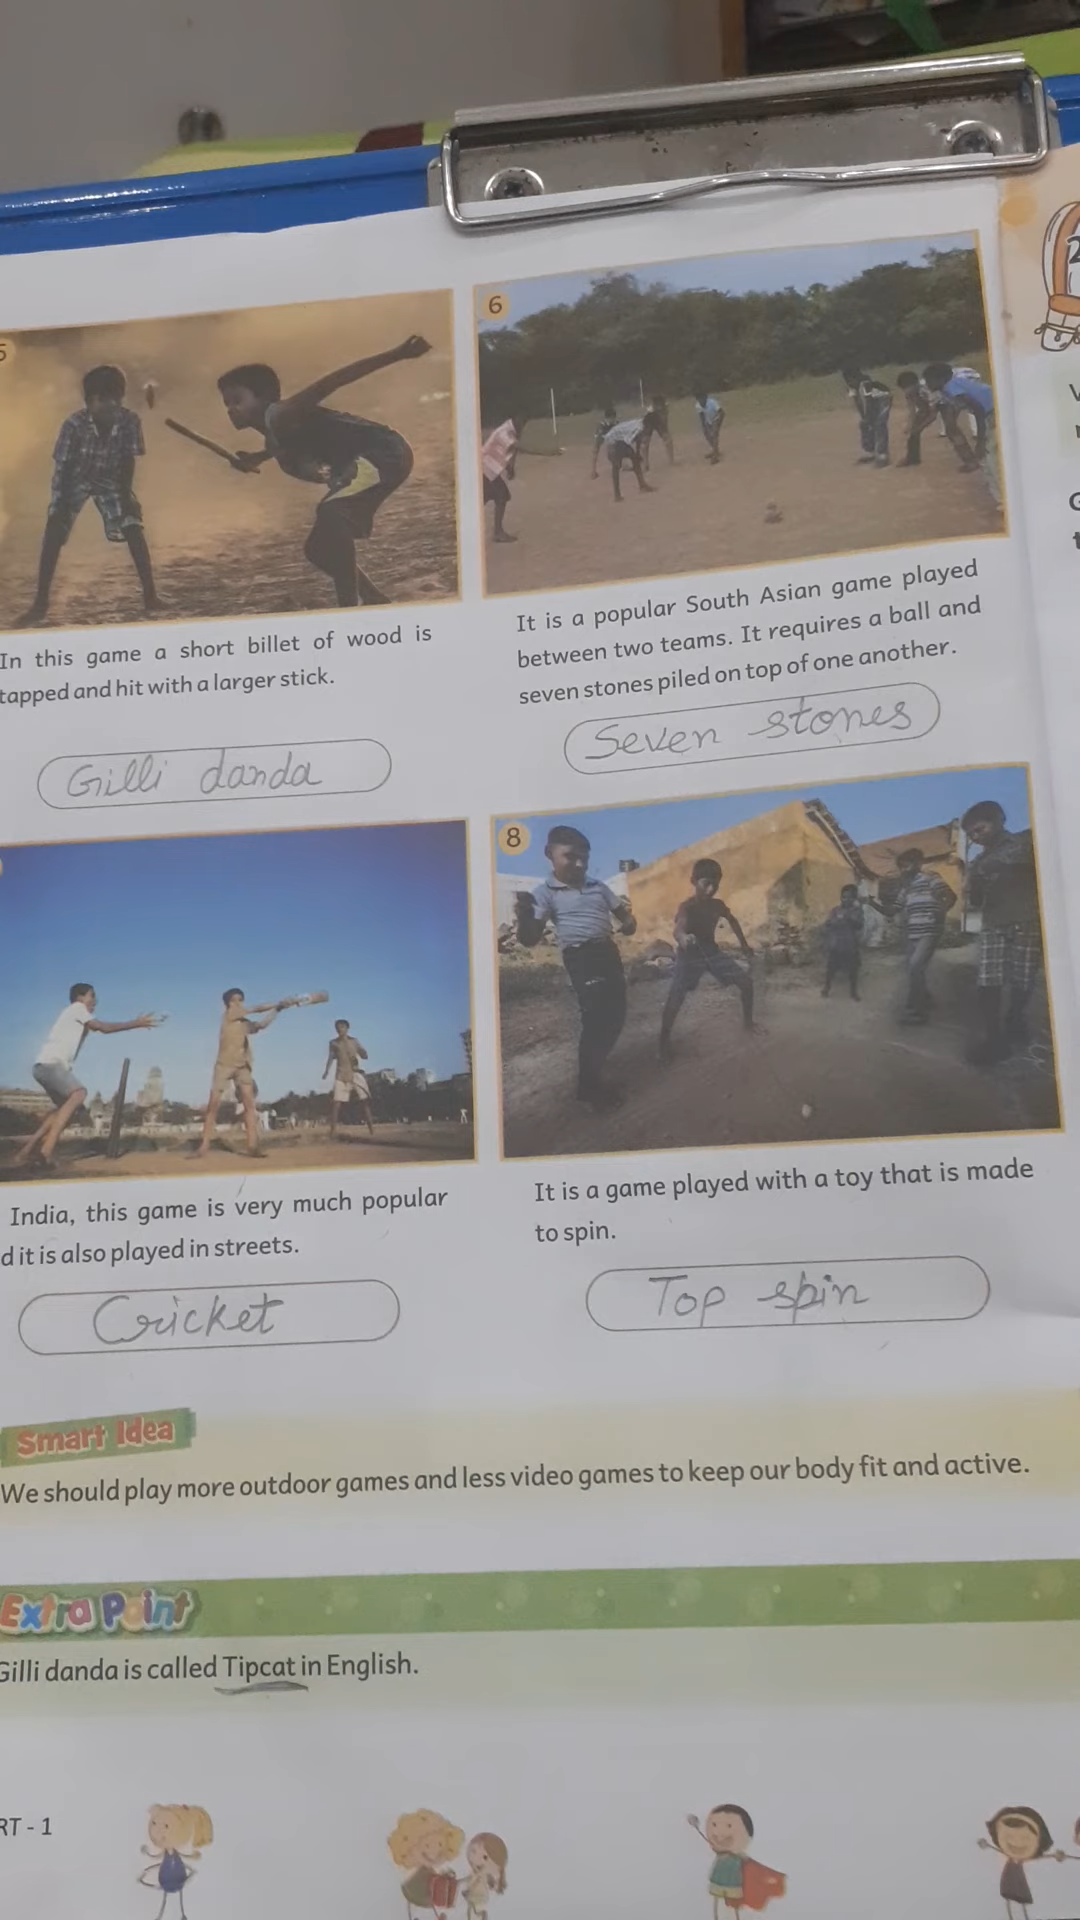 5
In this game a short billet of wood is
tapped and hit with a larger stick.
Gilli danda
6
It is a popular South Asian game played
between two teams. It requires a ball and
seven stones piled on top of one another.
Seven stones
India, this game is very much popular
d it is also played in streets.
Cricket
8
It is a game played with a toy that is made
to spin.
Top spin
Smart Idea
We should play more outdoor games and less video games to keep our body fit and active.
Extra Point
Gilli danda is called Tipcat in English.
RT - 1